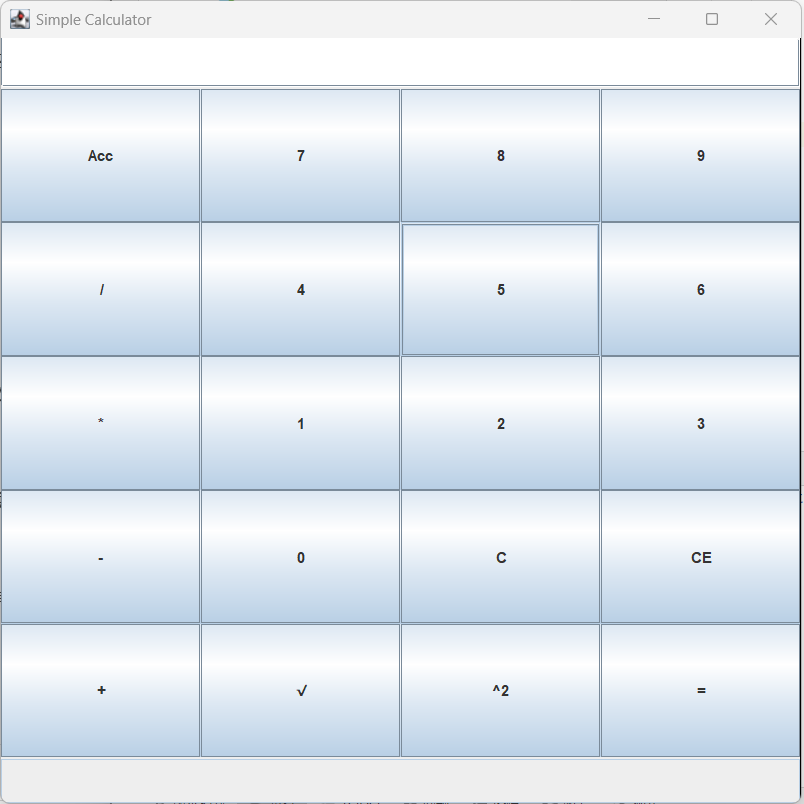 Simple Calculator
Acc 7 8 9
/ 4 5 6
* 1 2 3
- 0 C CE
+ √ ^2 =